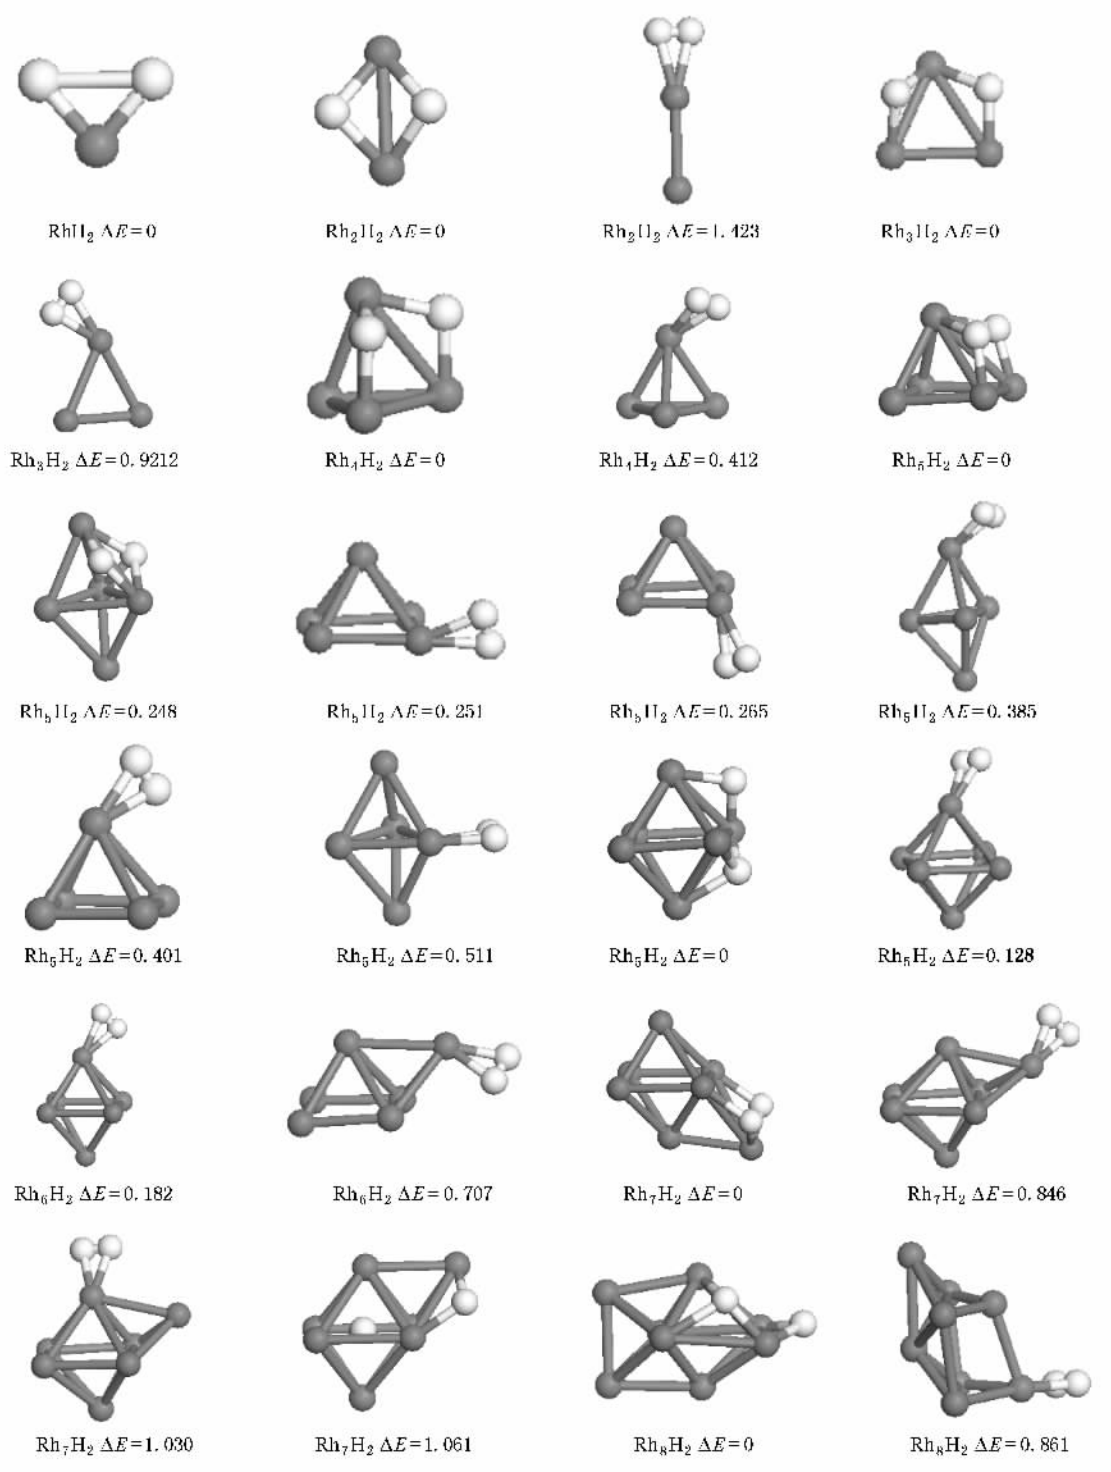 RhH₂ ΔE=0
Rh₂H₂ ΔE=0
Rh₂H₂ ΔE=1.423
Rh₃H₂ ΔE=0
Rh₃H₂ ΔE=0.9212
Rh₄H₂ ΔE=0
Rh₄H₂ ΔE=0.412
Rh₅H₂ ΔE=0
Rh₅H₂ ΔE=0.248
Rh₅H₂ ΔE=0.251
Rh₅H₂ ΔE=0.265
Rh₅H₂ ΔE=0.385
Rh₅H₂ ΔE=0.401
Rh₅H₂ ΔE=0.511
Rh₅H₂ ΔE=0
Rh₅H₂ ΔE=0.128
Rh₆H₂ ΔE=0.182
Rh₆H₂ ΔE=0.707
Rh₇H₂ ΔE=0
Rh₇H₂ ΔE=0.846
Rh₇H₂ ΔE=1.030
Rh₇H₂ ΔE=1.061
Rh₈H₂ ΔE=0
Rh₈H₂ ΔE=0.861